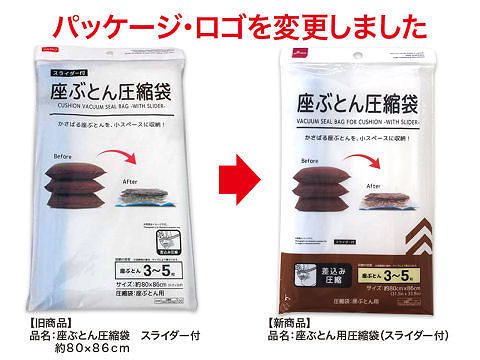 パッケージ・ロゴを変更しました
スライダー付
座ぶとん圧縮袋
CUSHION VACUUM SEAL BAG -WITH SLIDER-
かさばる座ぶとんを、小スペースに収納!
Before
After
差込み圧縮
座ぶとん 3〜5枚
サイズ:約80×86cm
圧縮袋:座ぶとん用
【旧商品】
品名:座ぶとん圧縮袋 スライダー付
約80×86cm
座ぶとん圧縮袋
VACUUM SEAL BAG FOR CUSHION -WITH SLIDER-
かさばる座ぶとんを、小スペースに収納!
Before
After
スライダー付
差込み
圧縮
座ぶとん 3〜5枚
サイズ:約80cm×86cm
圧縮袋:座ぶとん用
【新商品】
品名:座ぶとん用圧縮袋(スライダー付)